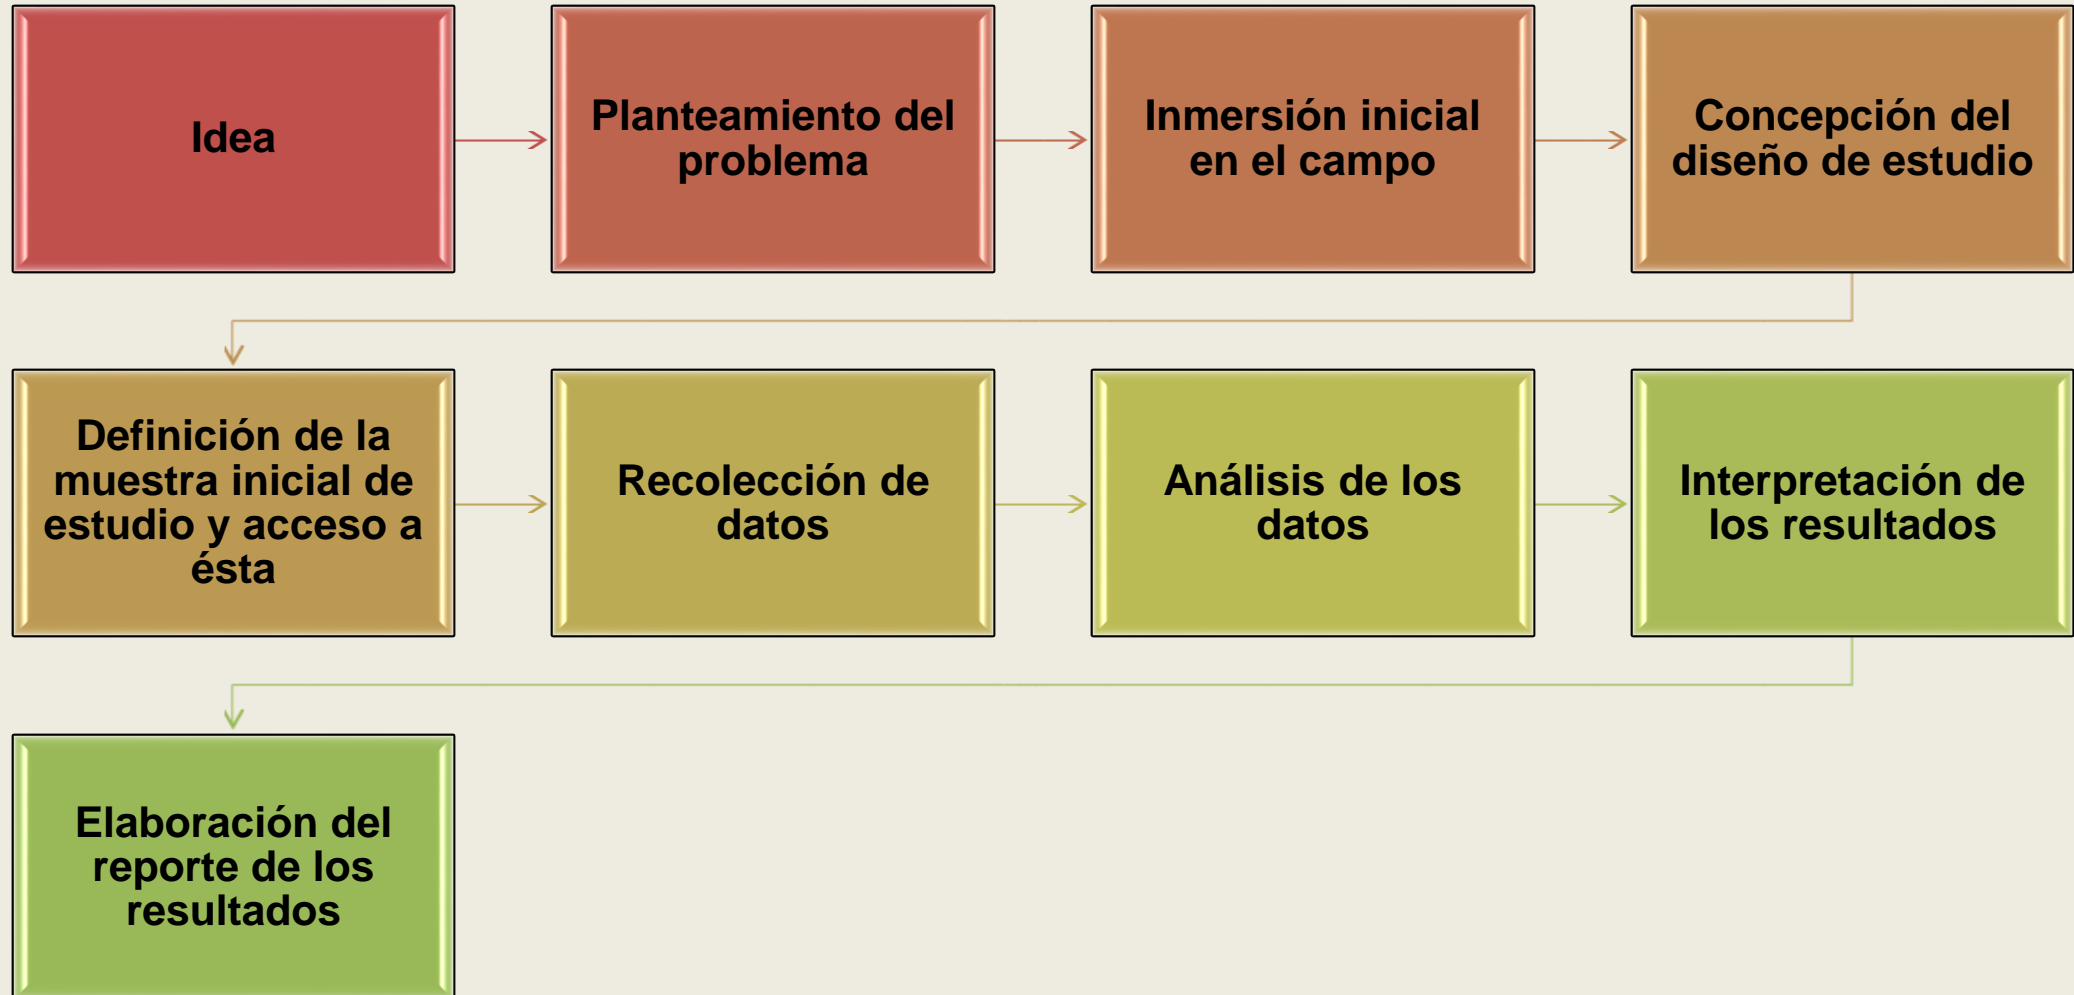 Idea
Planteamiento del
problema
Inmersión inicial
en el campo
Concepción del
diseño de estudio
Definición de la
muestra inicial de
estudio y acceso a
ésta
Recolección de
datos
Análisis de los
datos
Interpretación de
los resultados
Elaboración del
reporte de los
resultados